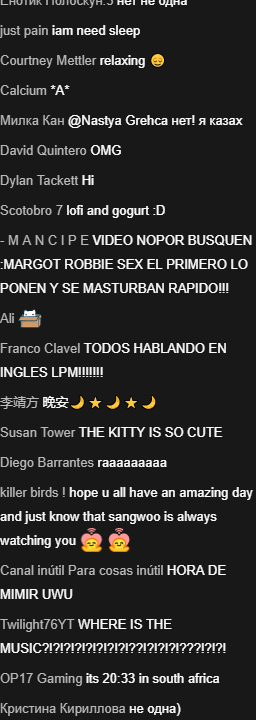 Енотик Полоскун:3 нет не одна
just pain iam need sleep
Courtney Mettler relaxing 😌
Calcium *A*
Милка Кан @Nastya Grehca нет! я казах
David Quintero OMG
Dylan Tackett Hi
Scotobro 7 lofi and gogurt :D
- M A N C I P E VIDEO NOPOR BUSQUEN
:MARGOT ROBBIE SEX EL PRIMERO LO
PONEN Y SE MASTURBAN RAPIDO!!!
Ali
Franco Clavel TODOS HABLANDO EN
INGLES LPM!!!!!!!
李靖方 晚安🌙⭐🌙⭐🌙
Susan Tower THE KITTY IS SO CUTE
Diego Barrantes raaaaaaaaa
killer birds ! hope u all have an amazing day
and just know that sangwoo is always
watching you
Canal inútil Para cosas inútil HORA DE
MIMIR UWU
Twilight76YT WHERE IS THE
MUSIC?!?!?!?!?!?!?!??!?!?!???!?!?!
OP17 Gaming its 20:33 in south africa
Кристина Кириллова не одна)